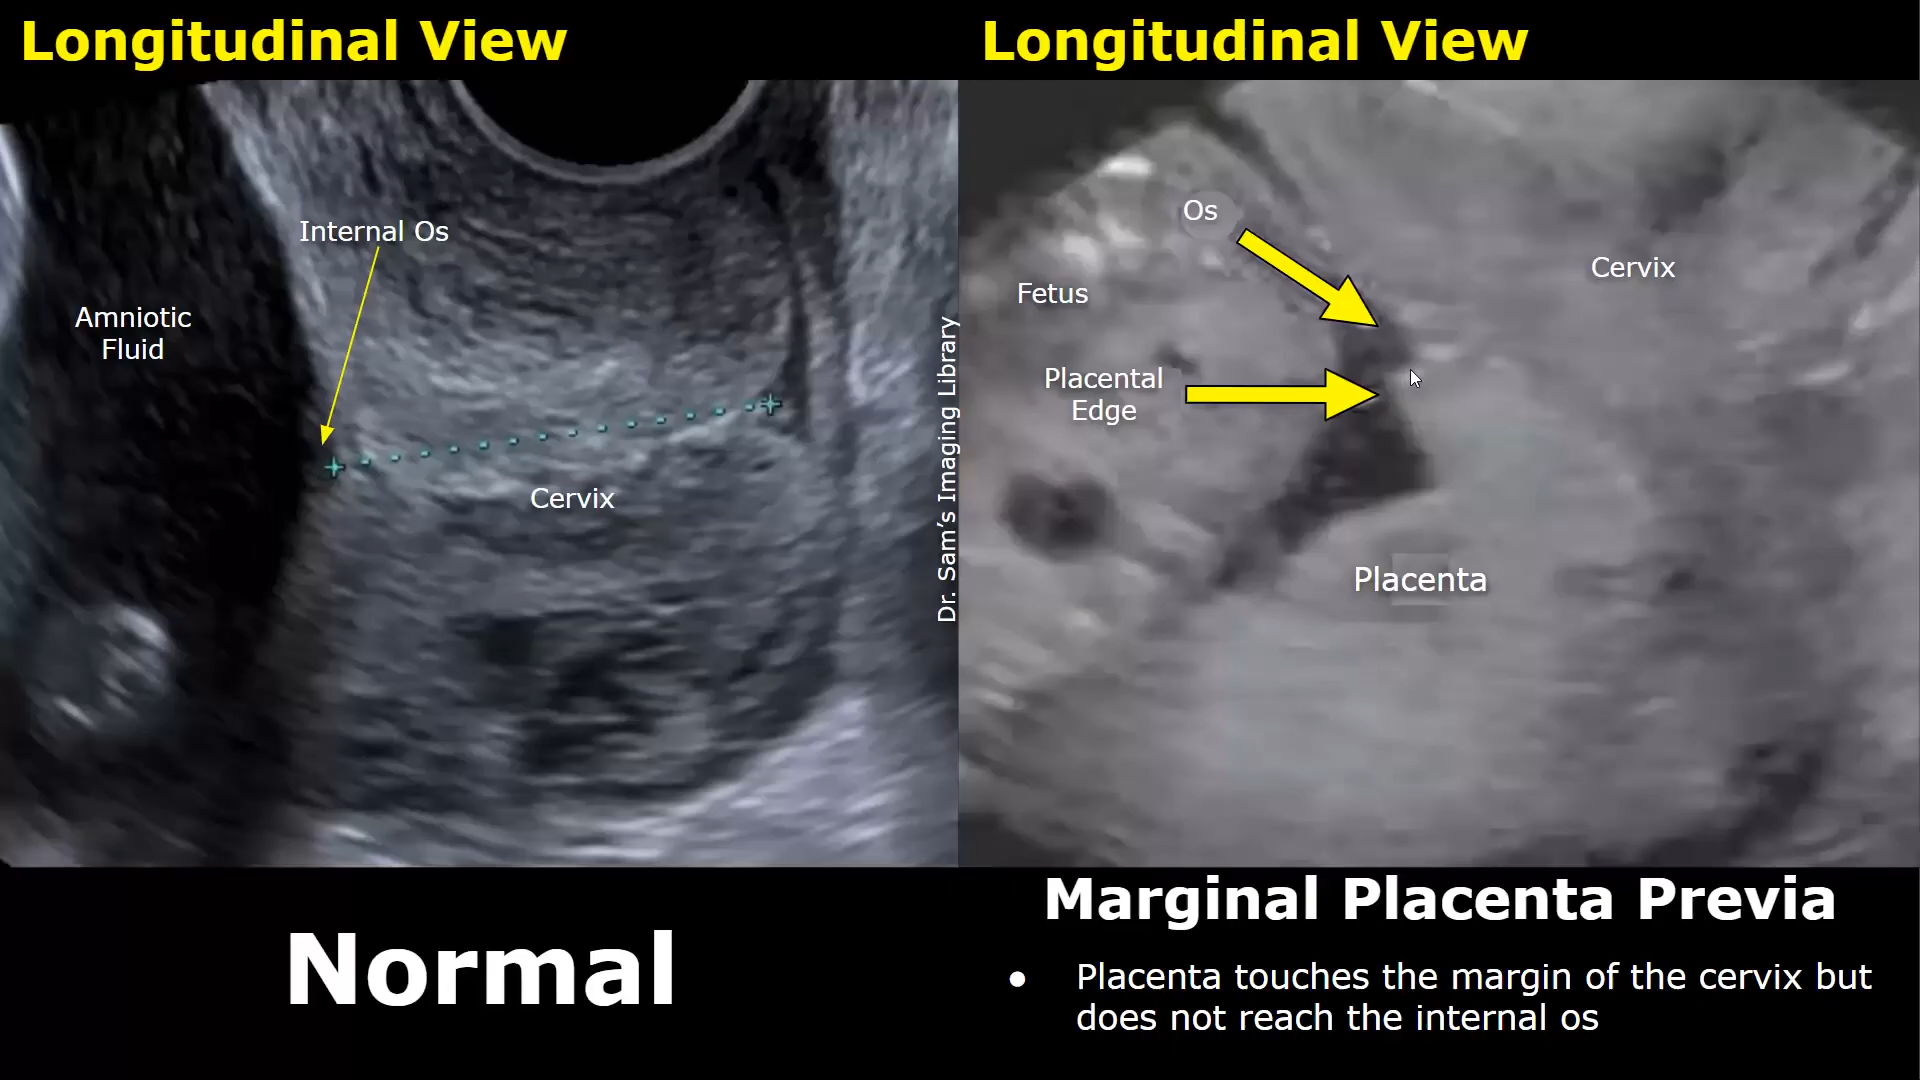 Longitudinal View
Longitudinal View
Internal Os
Amniotic
Fluid
Cervix
Dr. Sam's Imaging Library
Os
Cervix
Fetus
Placental
Edge
Placenta
Normal
Marginal Placenta Previa
• Placenta touches the margin of the cervix but
does not reach the internal os